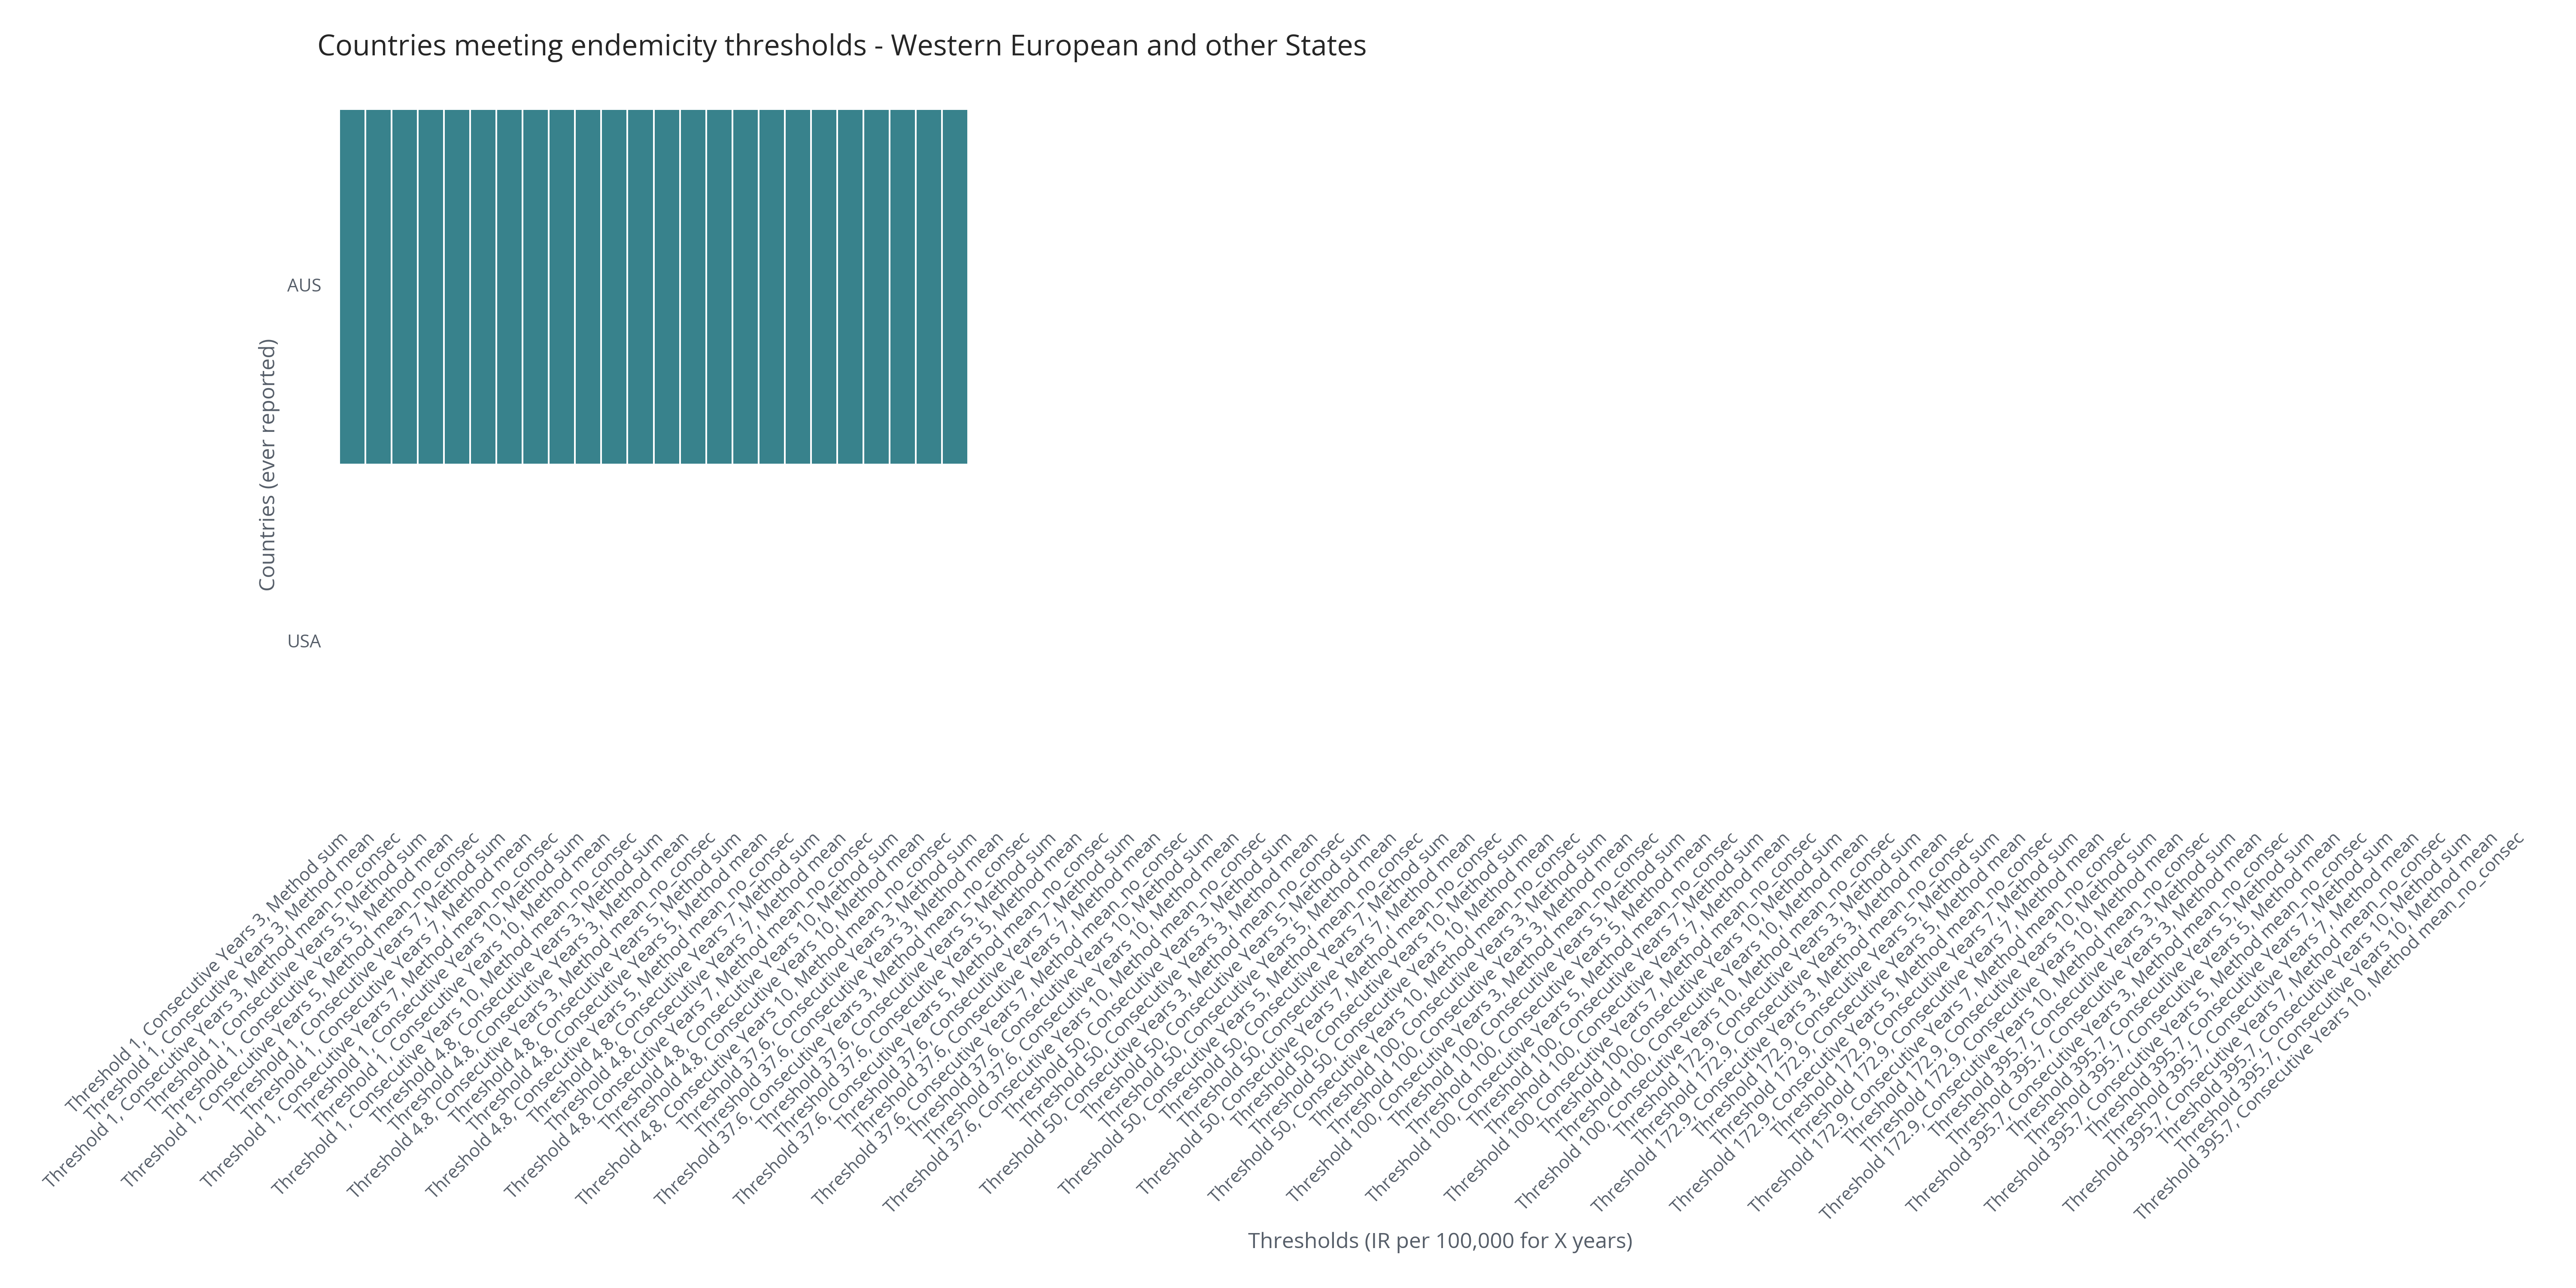 Countries meeting endemicity thresholds - Western European and other States
Countries (ever reported)
AUS
USA
Threshold 1, Consecutive Years 3, Method sum
Threshold 1, Consecutive Years 3, Method mean
Threshold 1, Consecutive Years 3, Method mean_no_consec
Threshold 1, Consecutive Years 5, Method sum
Threshold 1, Consecutive Years 5, Method mean
Threshold 1, Consecutive Years 5, Method mean_no_consec
Threshold 1, Consecutive Years 7, Method sum
Threshold 1, Consecutive Years 7, Method mean
Threshold 1, Consecutive Years 7, Method mean_no_consec
Threshold 1, Consecutive Years 10, Method sum
Threshold 1, Consecutive Years 10, Method mean
Threshold 1, Consecutive Years 10, Method mean_no_consec
Threshold 4.8, Consecutive Years 3, Method sum
Threshold 4.8, Consecutive Years 3, Method mean
Threshold 4.8, Consecutive Years 3, Method mean_no_consec
Threshold 4.8, Consecutive Years 5, Method sum
Threshold 4.8, Consecutive Years 5, Method mean
Threshold 4.8, Consecutive Years 5, Method mean_no_consec
Threshold 4.8, Consecutive Years 7, Method sum
Threshold 4.8, Consecutive Years 7, Method mean
Threshold 4.8, Consecutive Years 7, Method mean_no_consec
Threshold 4.8, Consecutive Years 10, Method sum
Threshold 4.8, Consecutive Years 10, Method mean
Threshold 4.8, Consecutive Years 10, Method mean_no_consec
Threshold 37.6, Consecutive Years 3, Method sum
Threshold 37.6, Consecutive Years 3, Method mean
Threshold 37.6, Consecutive Years 3, Method mean_no_consec
Threshold 37.6, Consecutive Years 5, Method sum
Threshold 37.6, Consecutive Years 5, Method mean
Threshold 37.6, Consecutive Years 5, Method mean_no_consec
Threshold 37.6, Consecutive Years 7, Method sum
Threshold 37.6, Consecutive Years 7, Method mean
Threshold 37.6, Consecutive Years 7, Method mean_no_consec
Threshold 37.6, Consecutive Years 10, Method sum
Threshold 37.6, Consecutive Years 10, Method mean
Threshold 37.6, Consecutive Years 10, Method mean_no_consec
Threshold 50, Consecutive Years 3, Method sum
Threshold 50, Consecutive Years 3, Method mean
Threshold 50, Consecutive Years 3, Method mean_no_consec
Threshold 50, Consecutive Years 5, Method sum
Threshold 50, Consecutive Years 5, Method mean
Threshold 50, Consecutive Years 5, Method mean_no_consec
Threshold 50, Consecutive Years 7, Method sum
Threshold 50, Consecutive Years 7, Method mean
Threshold 50, Consecutive Years 7, Method mean_no_consec
Threshold 50, Consecutive Years 10, Method sum
Threshold 50, Consecutive Years 10, Method mean
Threshold 50, Consecutive Years 10, Method mean_no_consec
Threshold 100, Consecutive Years 3, Method sum
Threshold 100, Consecutive Years 3, Method mean
Threshold 100, Consecutive Years 3, Method mean_no_consec
Threshold 100, Consecutive Years 5, Method sum
Threshold 100, Consecutive Years 5, Method mean
Threshold 100, Consecutive Years 5, Method mean_no_consec
Threshold 100, Consecutive Years 7, Method sum
Threshold 100, Consecutive Years 7, Method mean
Threshold 100, Consecutive Years 7, Method mean_no_consec
Threshold 100, Consecutive Years 10, Method sum
Threshold 100, Consecutive Years 10, Method mean
Threshold 100, Consecutive Years 10, Method mean_no_consec
Threshold 172.9, Consecutive Years 3, Method sum
Threshold 172.9, Consecutive Years 3, Method mean
Threshold 172.9, Consecutive Years 3, Method mean_no_consec
Threshold 172.9, Consecutive Years 5, Method sum
Threshold 172.9, Consecutive Years 5, Method mean
Threshold 172.9, Consecutive Years 5, Method mean_no_consec
Threshold 172.9, Consecutive Years 7, Method sum
Threshold 172.9, Consecutive Years 7, Method mean
Threshold 172.9, Consecutive Years 7, Method mean_no_consec
Threshold 172.9, Consecutive Years 10, Method sum
Threshold 172.9, Consecutive Years 10, Method mean
Threshold 172.9, Consecutive Years 10, Method mean_no_consec
Threshold 395.7, Consecutive Years 3, Method sum
Threshold 395.7, Consecutive Years 3, Method mean
Threshold 395.7, Consecutive Years 3, Method mean_no_consec
Threshold 395.7, Consecutive Years 5, Method sum
Threshold 395.7, Consecutive Years 5, Method mean
Threshold 395.7, Consecutive Years 5, Method mean_no_consec
Threshold 395.7, Consecutive Years 7, Method sum
Threshold 395.7, Consecutive Years 7, Method mean
Threshold 395.7, Consecutive Years 7, Method mean_no_consec
Threshold 395.7, Consecutive Years 10, Method sum
Threshold 395.7, Consecutive Years 10, Method mean
Threshold 395.7, Consecutive Years 10, Method mean_no_consec
Thresholds (IR per 100,000 for X years)